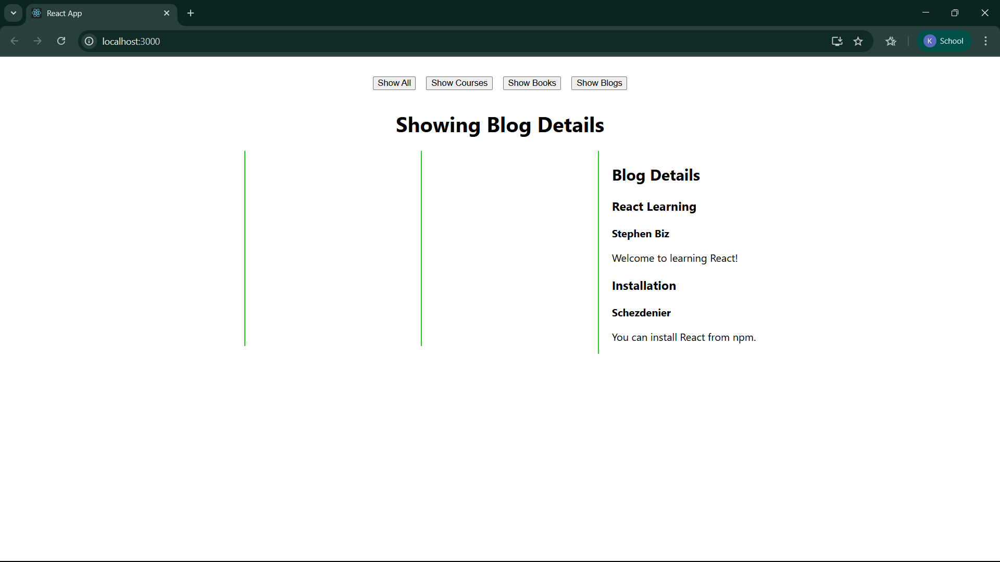 React App
localhost:3000
K School
Show All Show Courses Show Books Show Blogs
Showing Blog Details
Blog Details
React Learning
Stephen Biz
Welcome to learning React!
Installation
Schezdenier
You can install React from npm.